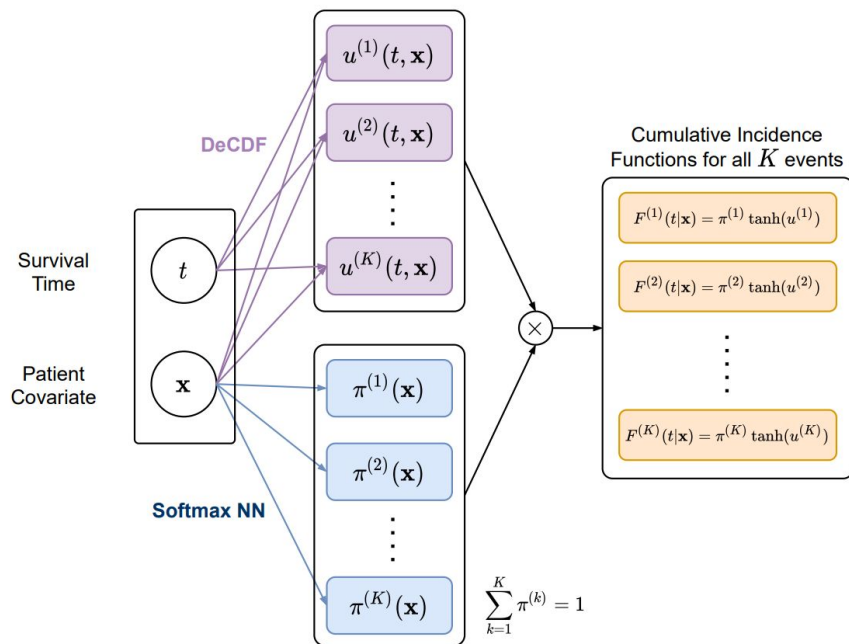 Survival
Time
Patient
Covariate
t
x
DeCDF
Softmax NN
u^{(1)}(t, x)
u^{(2)}(t, x)
u^{(K)}(t, x)
π^{(1)}(x)
π^{(2)}(x)
π^{(K)}(x)
∑_{k=1}^{K} π^{(k)} = 1
×
Cumulative Incidence
Functions for all K events
F^{(1)}(t|x) = π^{(1)} tanh(u^{(1)})
F^{(2)}(t|x) = π^{(2)} tanh(u^{(2)})
F^{(K)}(t|x) = π^{(K)} tanh(u^{(K)})